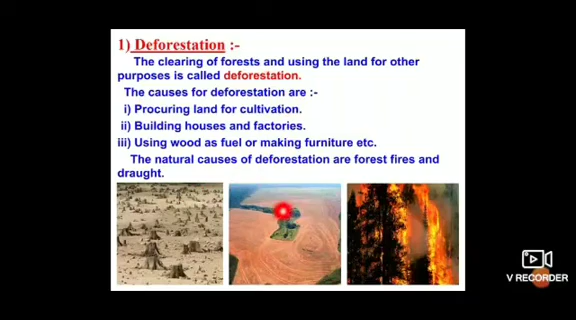 1) Deforestation :-
The clearing of forests and using the land for other
purposes is called deforestation.
The causes for deforestation are :-
i) Procuring land for cultivation.
ii) Building houses and factories.
iii) Using wood as fuel or making furniture etc.
The natural causes of deforestation are forest fires and
draught.
V RECORDER